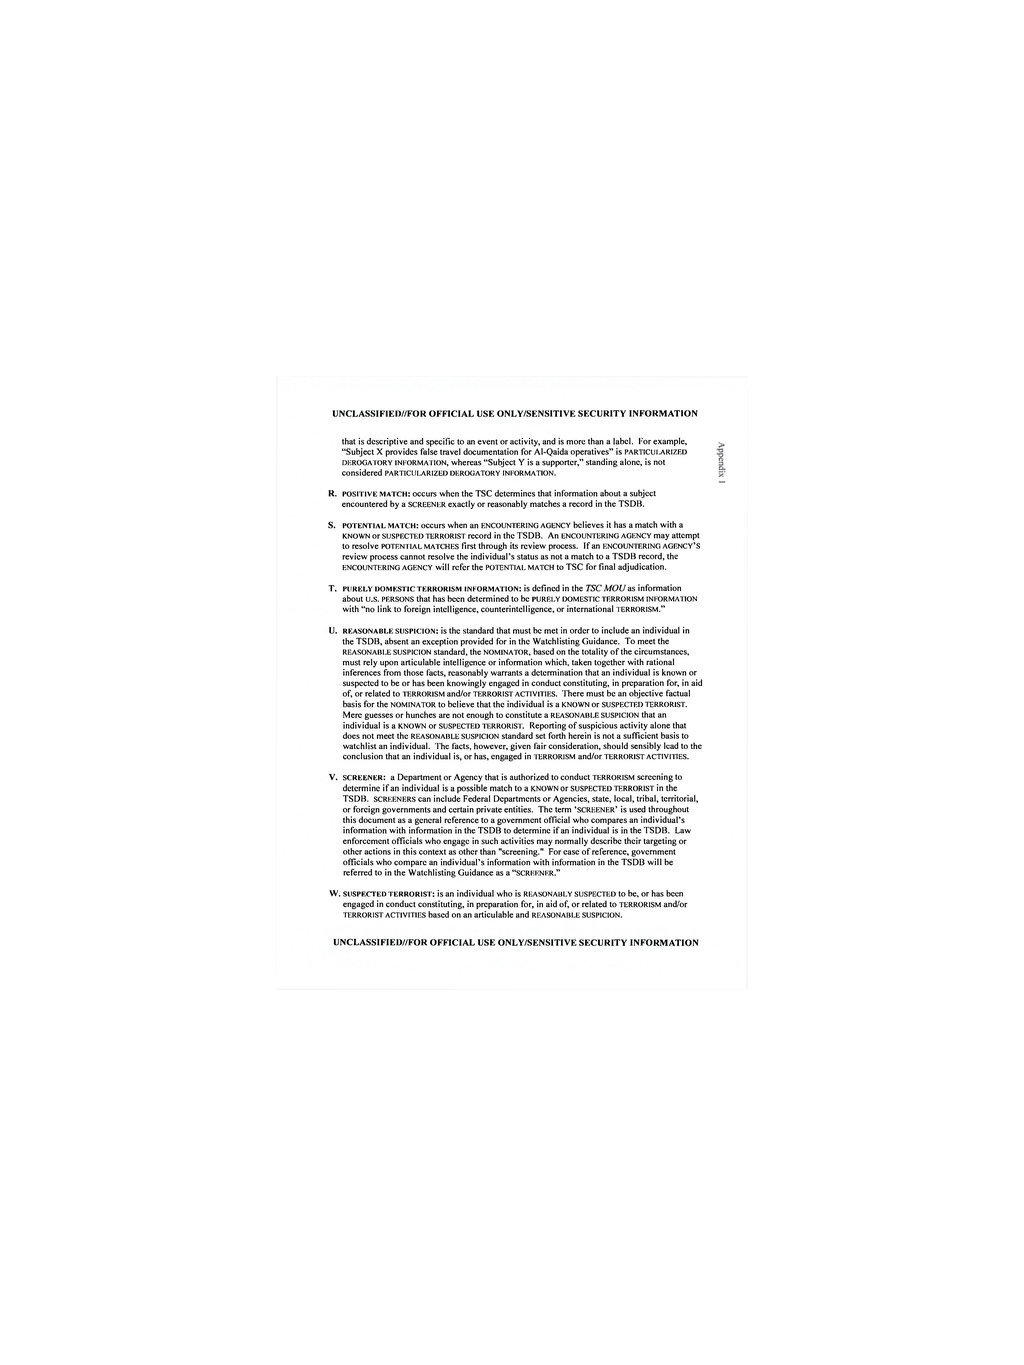 UNCLASSIFIED//FOR OFFICIAL USE ONLY/SENSITIVE SECURITY INFORMATION
Appendix 1
that is descriptive and specific to an event or activity, and is more than a label. For example,
“Subject X provides false travel documentation for Al-Qaida operatives” is PARTICULARIZED
DEROGATORY INFORMATION, whereas “Subject Y is a supporter,” standing alone, is not
considered PARTICULARIZED DEROGATORY INFORMATION.
R. POSITIVE MATCH: occurs when the TSC determines that information about a subject
encountered by a SCREENER exactly or reasonably matches a record in the TSDB.
S. POTENTIAL MATCH: occurs when an ENCOUNTERING AGENCY believes it has a match with a
KNOWN or SUSPECTED TERRORIST record in the TSDB. An ENCOUNTERING AGENCY may attempt
to resolve POTENTIAL MATCHES first through its review process. If an ENCOUNTERING AGENCY’S
review process cannot resolve the individual’s status as not a match to a TSDB record, the
ENCOUNTERING AGENCY will refer the POTENTIAL MATCH to TSC for final adjudication.
T. PURELY DOMESTIC TERRORISM INFORMATION: is defined in the TSC MOU as information
about U.S. PERSONS that has been determined to be PURELY DOMESTIC TERRORISM INFORMATION
with “no link to foreign intelligence, counterintelligence, or international TERRORISM.”
U. REASONABLE SUSPICION: is the standard that must be met in order to include an individual in
the TSDB, absent an exception provided for in the Watchlisting Guidance. To meet the
REASONABLE SUSPICION standard, the NOMINATOR, based on the totality of the circumstances,
must rely upon articulable intelligence or information which, taken together with rational
inferences from those facts, reasonably warrants a determination that an individual is known or
suspected to be or has been knowingly engaged in conduct constituting, in preparation for, in aid
of, or related to TERRORISM and/or TERRORIST ACTIVITIES. There must be an objective factual
basis for the NOMINATOR to believe that the individual is a KNOWN or SUSPECTED TERRORIST.
Mere guesses or hunches are not enough to constitute a REASONABLE SUSPICION that an
individual is a KNOWN or SUSPECTED TERRORIST. Reporting of suspicious activity alone that
does not meet the REASONABLE SUSPICION standard set forth herein is not a sufficient basis to
watchlist an individual. The facts, however, given fair consideration, should sensibly lead to the
conclusion that an individual is, or has, engaged in TERRORISM and/or TERRORIST ACTIVITIES.
V. SCREENER: a Department or Agency that is authorized to conduct TERRORISM screening to
determine if an individual is a possible match to a KNOWN or SUSPECTED TERRORIST in the
TSDB. SCREENERS can include Federal Departments or Agencies, state, local, tribal, territorial,
or foreign governments and certain private entities. The term ‘SCREENER’ is used throughout
this document as a general reference to a government official who compares an individual’s
information with information in the TSDB to determine if an individual is in the TSDB. Law
enforcement officials who engage in such activities may normally describe their targeting or
other actions in this context as other than "screening." For ease of reference, government
officials who compare an individual’s information with information in the TSDB will be
referred to in the Watchlisting Guidance as a “SCREENER.”
W. SUSPECTED TERRORIST: is an individual who is REASONABLY SUSPECTED to be, or has been
engaged in conduct constituting, in preparation for, in aid of, or related to TERRORISM and/or
TERRORIST ACTIVITIES based on an articulable and REASONABLE SUSPICION.
UNCLASSIFIED//FOR OFFICIAL USE ONLY/SENSITIVE SECURITY INFORMATION